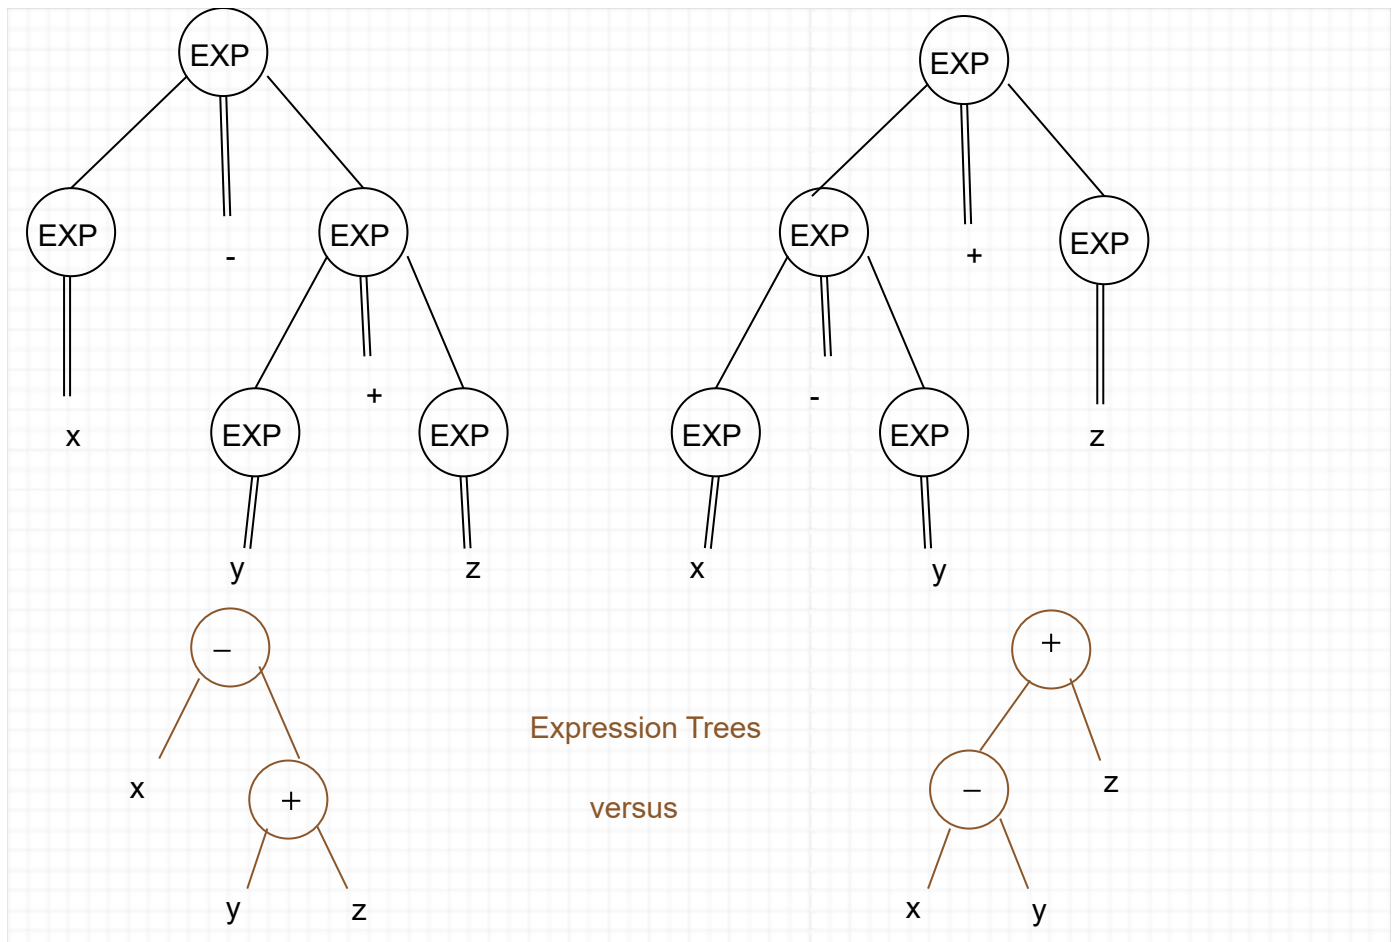 EXP EXP
EXP - EXP EXP + EXP
x EXP + EXP EXP - EXP z
y z x y
− +
Expression Trees
x − z
+ versus
y z x y